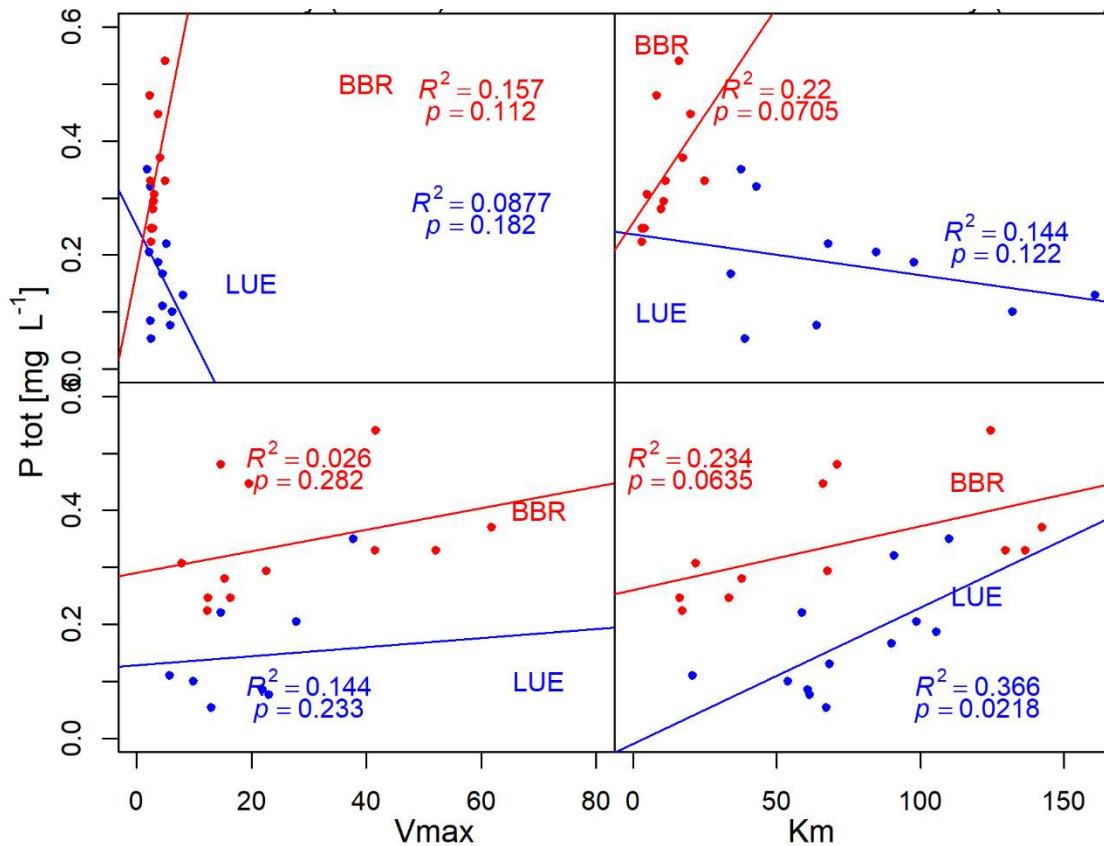 P tot [mg L⁻¹]
0.0 0.2 0.4 0.6
BBR
R² = 0.157
p = 0.112
R² = 0.0877
p = 0.182
LUE
BBR
R² = 0.22
p = 0.0705
R² = 0.144
p = 0.122
LUE
0.0 0.2 0.4 0.6
R² = 0.026
p = 0.282
BBR
R² = 0.144
p = 0.233
LUE
R² = 0.234
p = 0.0635
BBR
LUE
R² = 0.366
p = 0.0218
0 20 40 60 80
Vmax
0 50 100 150
Km